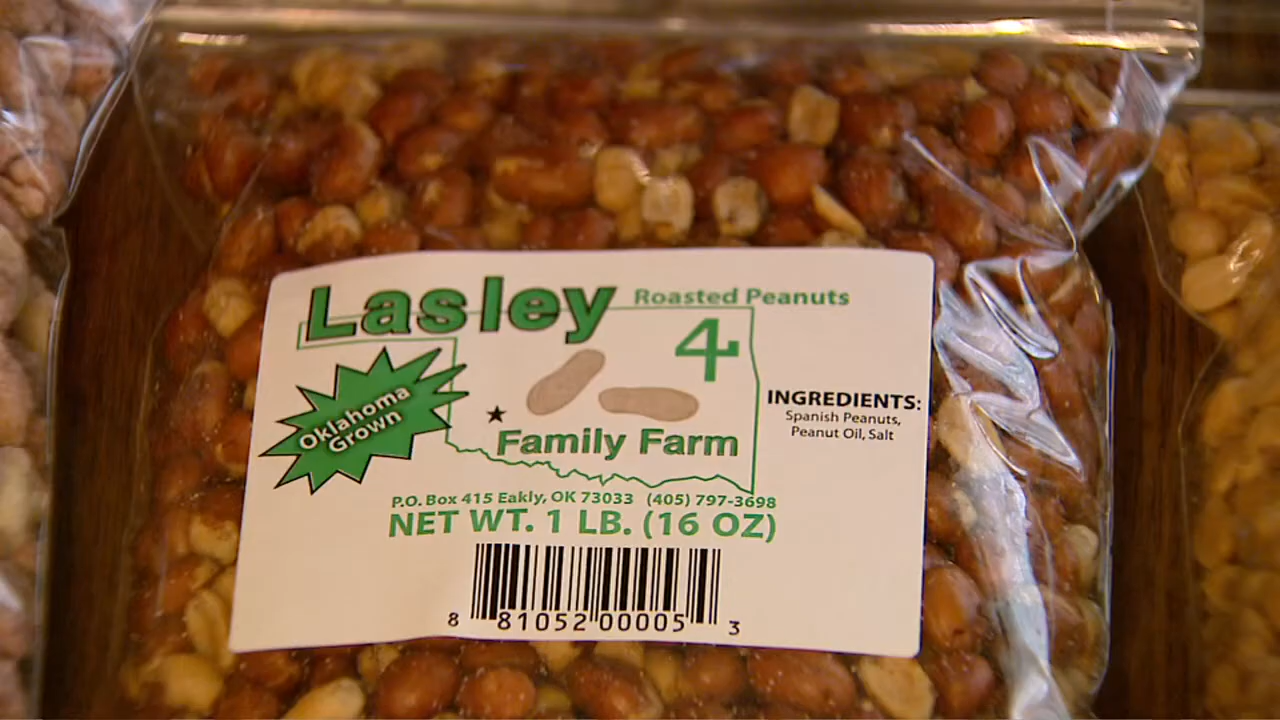 Lasley Roasted Peanuts
4
Oklahoma
Grown
Family Farm
INGREDIENTS:
Spanish Peanuts,
Peanut Oil, Salt
P.O. Box 415 Eakly, OK 73033 (405) 797-3698
NET WT. 1 LB. (16 OZ)
8 81052 00005 3